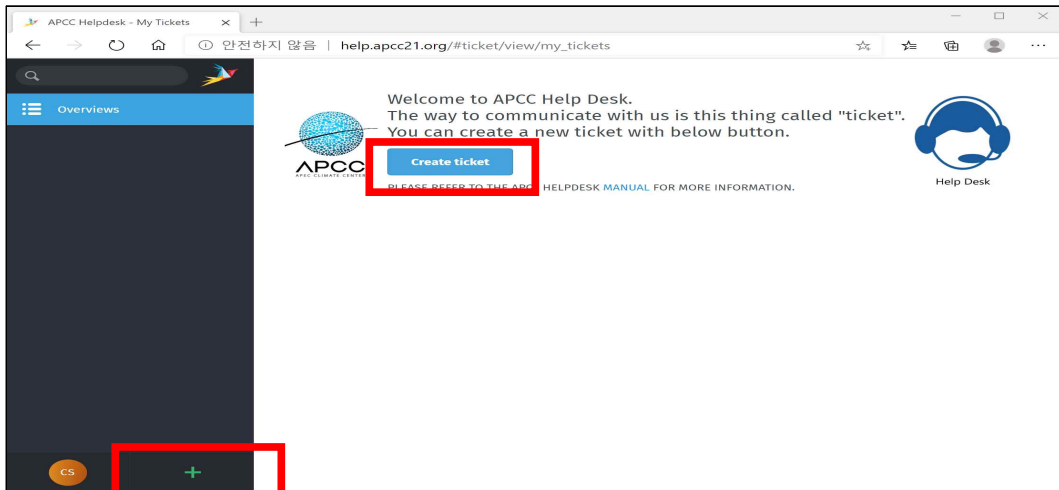 APCC Helpdesk - My Tickets
안전하지 않음 | help.apcc21.org/#ticket/view/my_tickets
Overviews
Welcome to APCC Help Desk.
The way to communicate with us is this thing called "ticket".
You can create a new ticket with below button.
APCC
APEC CLIMATE CENTER
Create ticket
PLEASE REFER TO THE APCC HELPDESK MANUAL FOR MORE INFORMATION.
Help Desk
CS